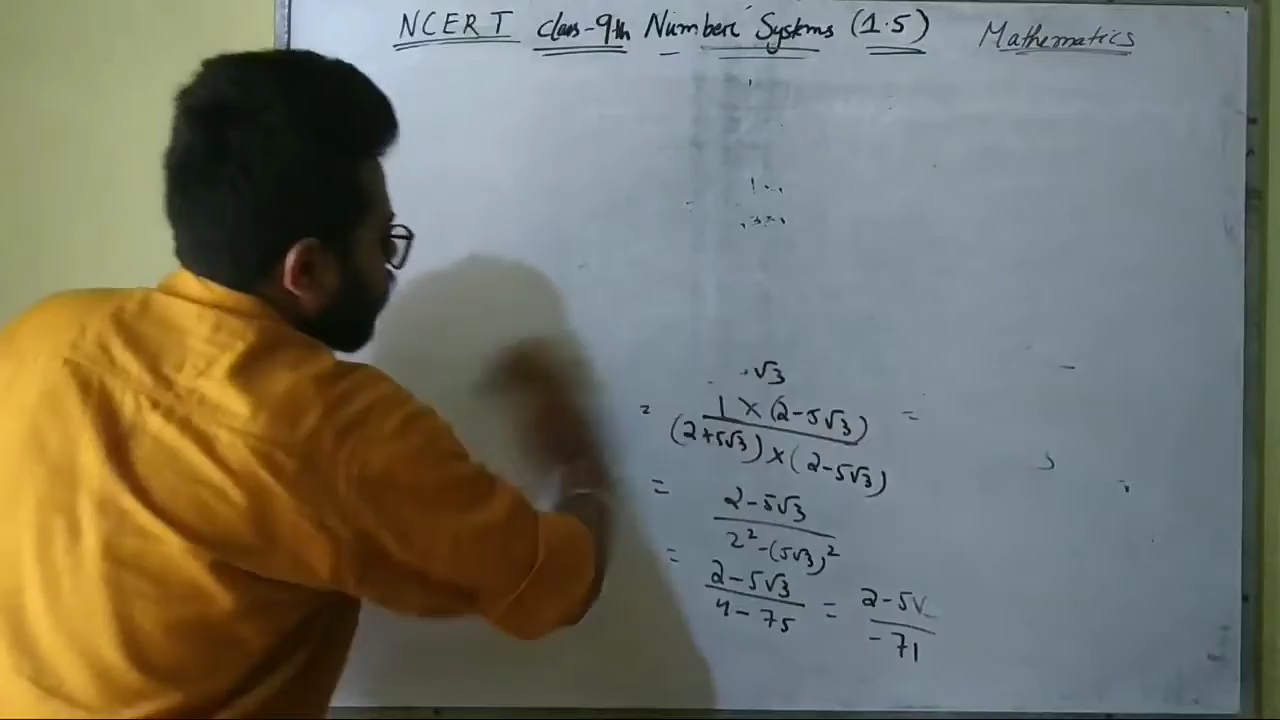 NCERT Class-9th Number Systems (1.5) Mathematics
√3
= 1 × (2-5√3) / (2+5√3) × (2-5√3) =
= 2-5√3 / 2² - (5√3)²
= 2-5√3 / 4-75 = 2-5√ / -71